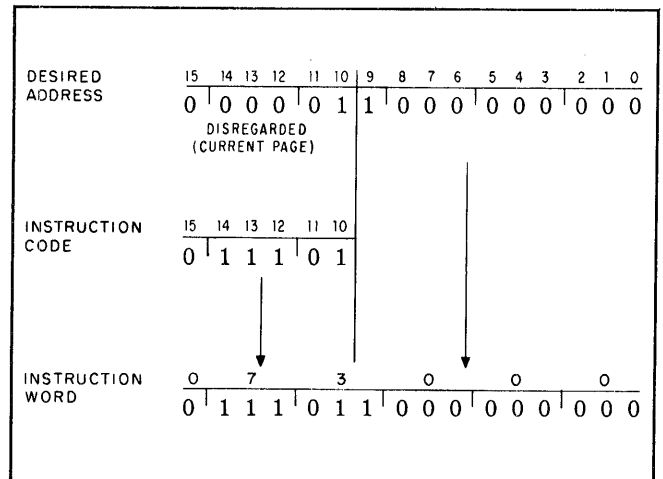 DESIRED ADDRESS
15 14 13 12 11 10 9 8 7 6 5 4 3 2 1 0
0 0 0 0 0 1 1 0 0 0 0 0 0 0 0 0
DISREGARDED
(CURRENT PAGE)
INSTRUCTION CODE
15 14 13 12 11 10
0 1 1 1 0 1
INSTRUCTION WORD
0 7 3 0 0 0
0 1 1 1 0 1 1 0 0 0 0 0 0 0 0 0